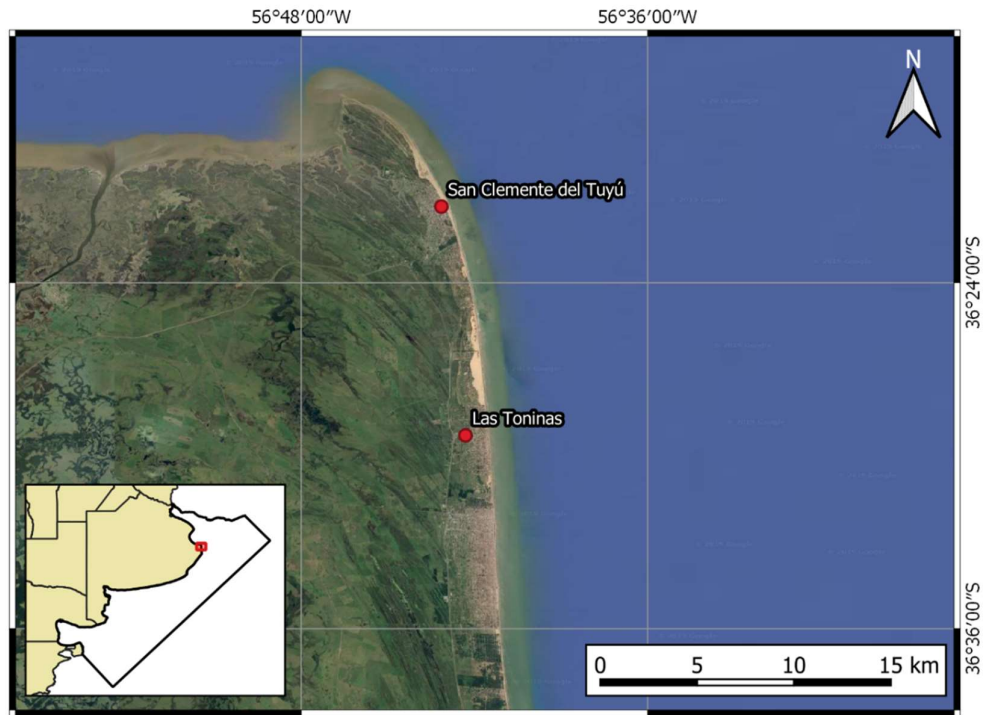 56°48′00″W
56°36′00″W
N
San Clemente del Tuyú
36°24′00″S
Las Toninas
36°36′00″S
0 5 10 15 km